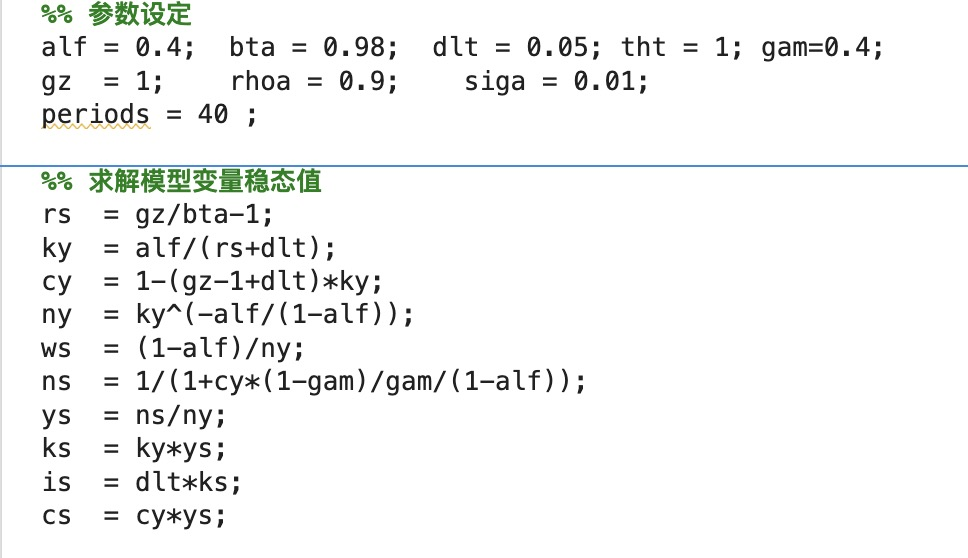 %% 参数设定
alf = 0.4;  bta = 0.98;  dlt = 0.05; tht = 1; gam=0.4;
gz  = 1;    rhoa = 0.9;    siga = 0.01;
periods = 40 ;
%% 求解模型变量稳态值
rs  = gz/bta-1;
ky  = alf/(rs+dlt);
cy  = 1-(gz-1+dlt)*ky;
ny  = ky^(-alf/(1-alf));
ws  = (1-alf)/ny;
ns  = 1/(1+cy*(1-gam)/gam/(1-alf));
ys  = ns/ny;
ks  = ky*ys;
is  = dlt*ks;
cs  = cy*ys;